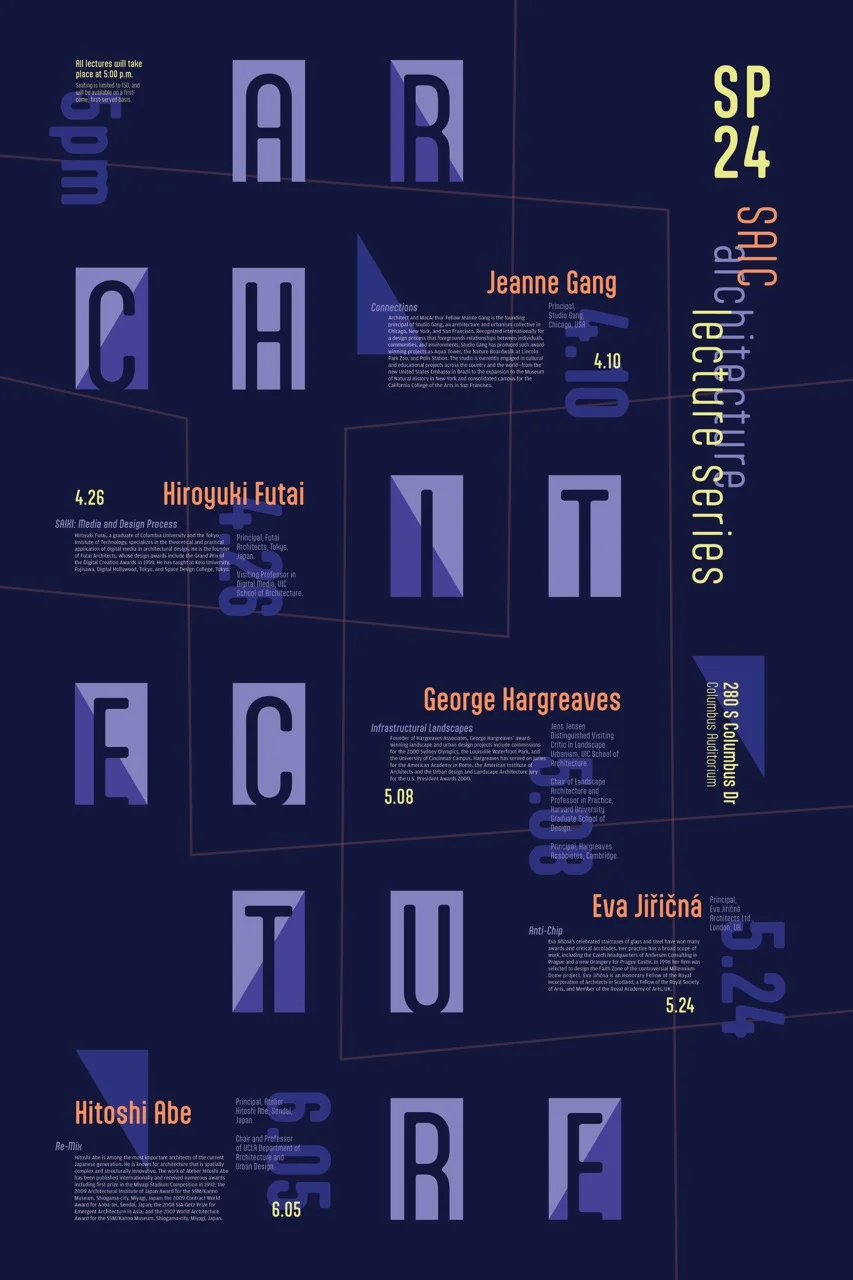 All lectures will take
place at 5:00 p.m.
Seating is limited to 150, and
will be available on a first-
come, first-served basis.
5pm
A R
SP
24
SAIC
architecture
lecture series
C H
Jeanne Gang
Connections
Architect and MacArthur Fellow Jeanne Gang is the founding
principal of Studio Gang, an architecture and urbanism collective in
Chicago, New York, and San Francisco. Recognized internationally for
a design process that foregrounds relationships between individuals,
communities, and environments, Studio Gang has produced such award-
winning projects as Aqua Tower, the Nature Boardwalk at Lincoln
Park Zoo, and Polis Station. The studio is currently engaged in cultural
and educational projects across the country and the world—from the
new United States Embassy in Brazil to the expansion to the Museum
of Natural History in New York and consolidated campus for the
California College of the Arts in San Francisco.
Principal,
Studio Gang,
Chicago, USA
4.10
4.10
4.26
Hiroyuki Futai
SAIKI: Media and Design Process
Hiroyuki Futai, a graduate of Columbia University and the Tokyo
Institute of Technology, specializes in the theoretical and practical
application of digital media in architectural design. He is the founder
of Futai Architects, whose design awards include the Grand Prix of
the Digital Creation Awards in 1999. He has taught at Keio University,
Fujisawa, Digital Hollywood, Tokyo, and Space Design College, Tokyo.
Principal, Futai
Architects, Tokyo,
Japan.
Visiting Professor in
Digital Media, UIC
School of Architecture.
4.26
I T
280 S Columbus Dr
Columbus Auditorium
E C
George Hargreaves
Infrastructural Landscapes
Founder of Hargreaves Associates, George Hargreaves' award-
winning landscape and urban design projects include commissions
for the 2000 Sydney Olympics, the Louisville Waterfront Park, and
the University of Cincinnati Campus. Hargreaves has served on juries
for the American Academy in Rome, the American Institute of
Architects and the Urban design and Landscape Architecture jury
for the U.S. President Awards 2000.
5.08
Jens Jensen
Distinguished Visiting
Critic in Landscape
Urbanism, UIC School of
Architecture.
Chair of Landscape
Architecture and
Professor in Practice,
Harvard University
Graduate School of
Design.
Principal, Hargreaves
Associates, Cambridge.
5.08
T U
Eva Jiřičná
Anti-Chip
Eva Jiřičná's celebrated staircases of glass and steel have won many
awards and critical accolades. Her practice has a broad scope of
work, including the Czech headquarters of Andersen Consulting in
Prague and a new Orangery for Prague Castle. In 1998 her firm was
selected to design the Faith Zone of the controversial Millennium
Dome project. Eva Jiřičná is an Honorary Fellow of the Royal
Incorporation of Architects in Scotland, a Fellow of the Royal Society
of Arts, and Member of the Royal Academy of Arts, UK.
5.24
Principal,
Eva Jiřičná
Architects Ltd.,
London, UK.
5.24
Hitoshi Abe
Re-Mix
Hitoshi Abe is among the most important architects of the current
Japanese generation. He is known for architecture that is spatially
complex and structurally innovative. The work of Atelier Hitoshi Abe
has been published internationally and received numerous awards
including first prize in the Miyagi Stadium Competition in 1992; the
2009 Architectural Institute of Japan Award for the SSM/Kanno
Museum, Shiogama-city, Miyagi, Japan; the 2009 Contract World
Award for Aoba-tei, Sendai, Japan; the 2008 SIA-Getz Prize for
Emergent Architecture in Asia; and the 2007 World Architecture
Award for the SSM/Kanno Museum, Shiogama-city, Miyagi, Japan.
Principal, Atelier
Hitoshi Abe, Sendai,
Japan.
Chair and Professor
of UCLA Department of
Architecture and
Urban Design.
6.05
6.05
R E